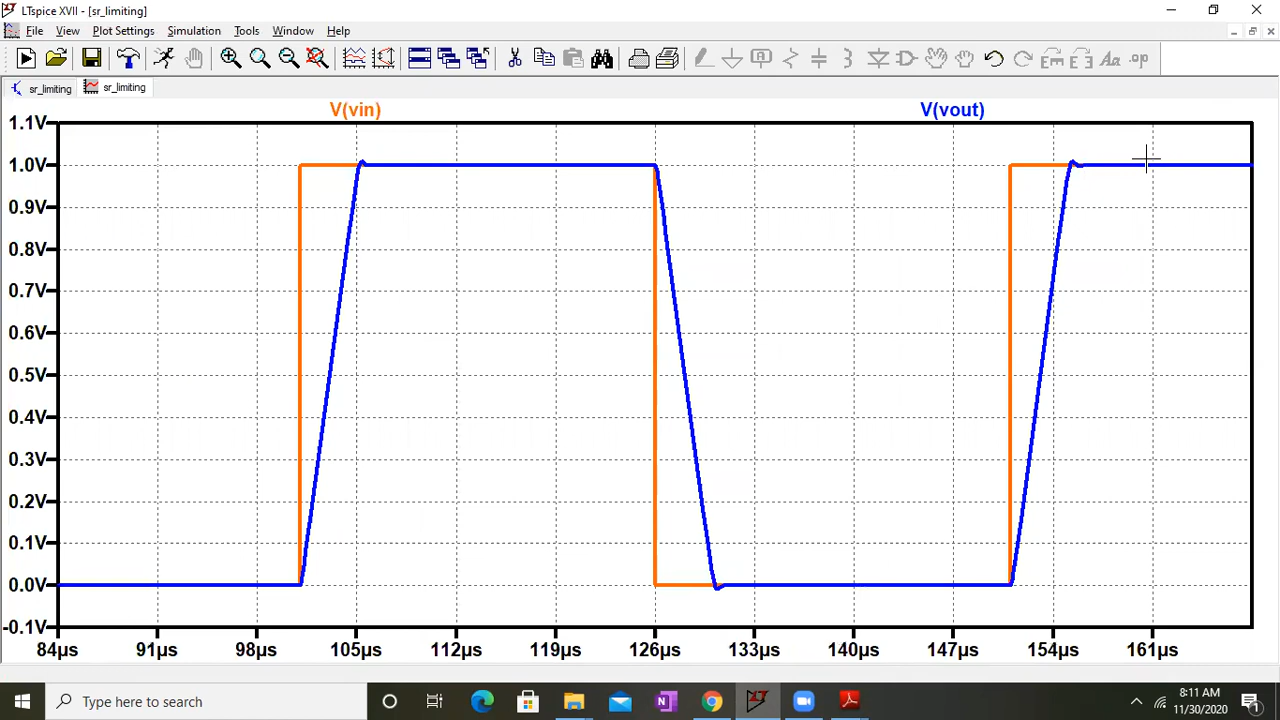 LTspice XVII - [sr_limiting]
File View Plot Settings Simulation Tools Window Help
Aa .op
sr_limiting sr_limiting
V(vin) V(vout)
1.1V
1.0V
0.9V
0.8V
0.7V
0.6V
0.5V
0.4V
0.3V
0.2V
0.1V
0.0V
-0.1V
84µs 91µs 98µs 105µs 112µs 119µs 126µs 133µs 140µs 147µs 154µs 161µs
Type here to search
8:11 AM
11/30/2020
1